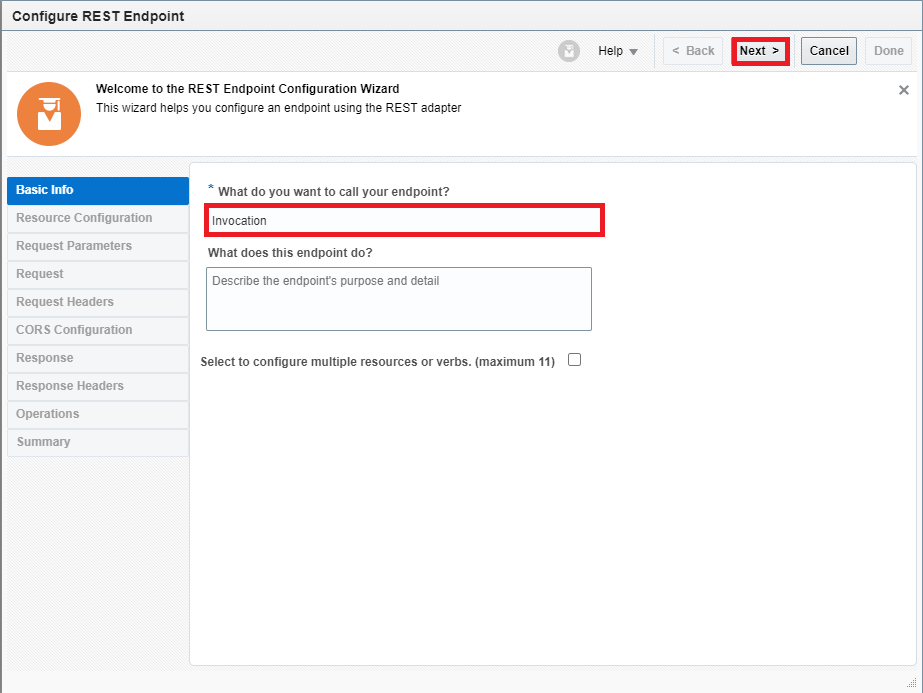 Configure REST Endpoint
Help
< Back
Next >
Cancel
Done
Welcome to the REST Endpoint Configuration Wizard
This wizard helps you configure an endpoint using the REST adapter
Basic Info
Resource Configuration
Request Parameters
Request
Request Headers
CORS Configuration
Response
Response Headers
Operations
Summary
* What do you want to call your endpoint?
Invocation
What does this endpoint do?
Describe the endpoint's purpose and detail
Select to configure multiple resources or verbs. (maximum 11)